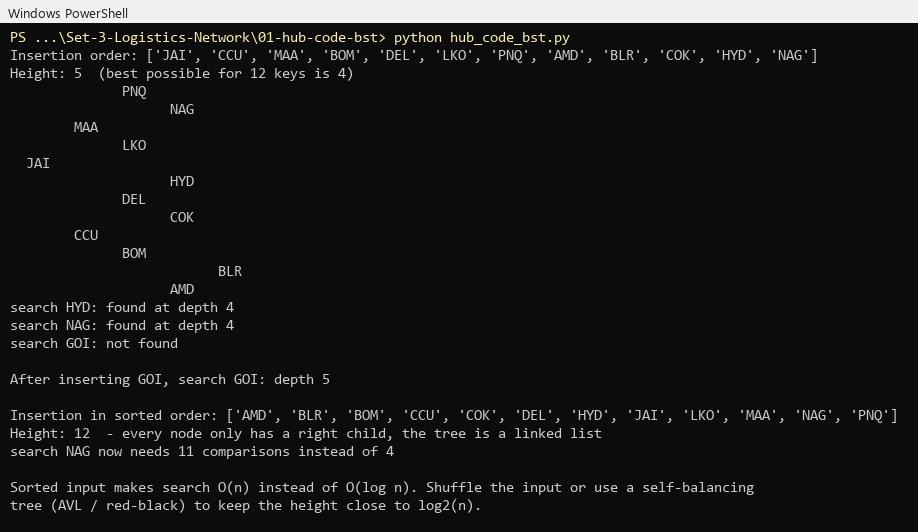 Windows PowerShell
PS ...\Set-3-Logistics-Network\01-hub-code-bst> python hub_code_bst.py
Insertion order: ['JAI', 'CCU', 'MAA', 'BOM', 'DEL', 'LKO', 'PNQ', 'AMD', 'BLR', 'COK', 'HYD', 'NAG']
Height: 5  (best possible for 12 keys is 4)
              PNQ
                    NAG
        MAA
              LKO
  JAI
                    HYD
              DEL
                    COK
        CCU
              BOM
                          BLR
                    AMD
search HYD: found at depth 4
search NAG: found at depth 4
search GOI: not found

After inserting GOI, search GOI: depth 5

Insertion in sorted order: ['AMD', 'BLR', 'BOM', 'CCU', 'COK', 'DEL', 'HYD', 'JAI', 'LKO', 'MAA', 'NAG', 'PNQ']
Height: 12  - every node only has a right child, the tree is a linked list
search NAG now needs 11 comparisons instead of 4

Sorted input makes search O(n) instead of O(log n). Shuffle the input or use a self-balancing
tree (AVL / red-black) to keep the height close to log2(n).